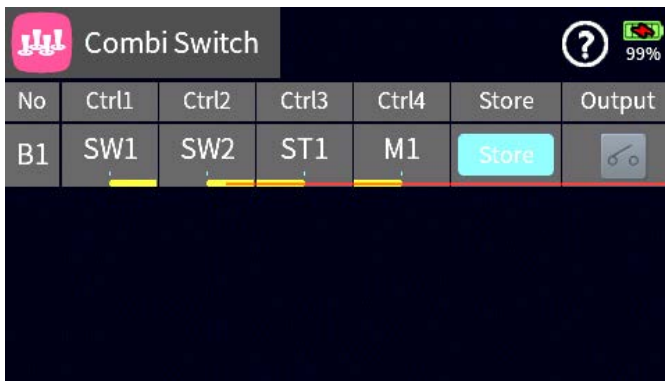 Combi Switch
?
99%
No Ctrl1 Ctrl2 Ctrl3 Ctrl4 Store Output
B1 SW1 SW2 ST1 M1 Store